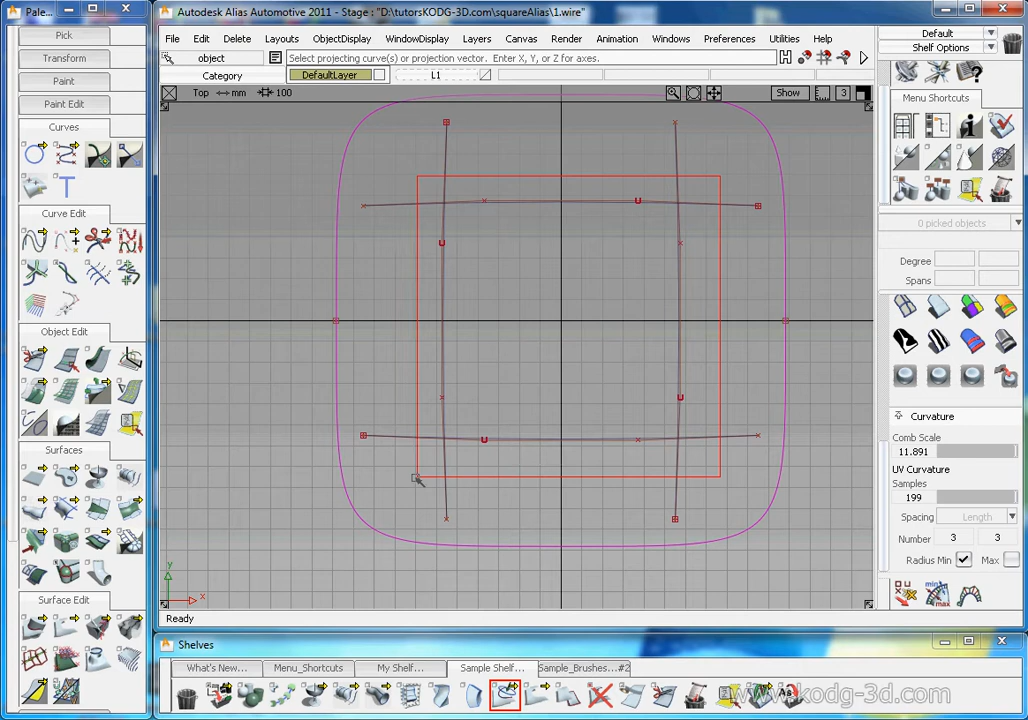 Pale...
Autodesk Alias Automotive 2011 - Stage : "D:\tutorsKODG-3D.com\squareAlias\1.wire"
Pick
Transform
Paint
Paint Edit
Curves
Curve Edit
Object Edit
Surfaces
Surface Edit
File Edit Delete Layouts ObjectDisplay WindowDisplay Layers Canvas Render Animation Windows Preferences Utilities Help
object
Select projecting curve(s) or projection vector. Enter X, Y, or Z for axes.
Category DefaultLayer L1
Top mm 100 Show 3
y
x
Ready
Default
Shelf Options
Menu Shortcuts
0 picked objects
Degree
Spans
Curvature
Comb Scale
11.891
UV Curvature
Samples
199
Spacing Length
Number 3 3
Radius Min Max
Shelves
What's New... Menu_Shortcuts My Shelf... Sample Shelf... Sample_Brushes...#2
www.kodg-3d.com